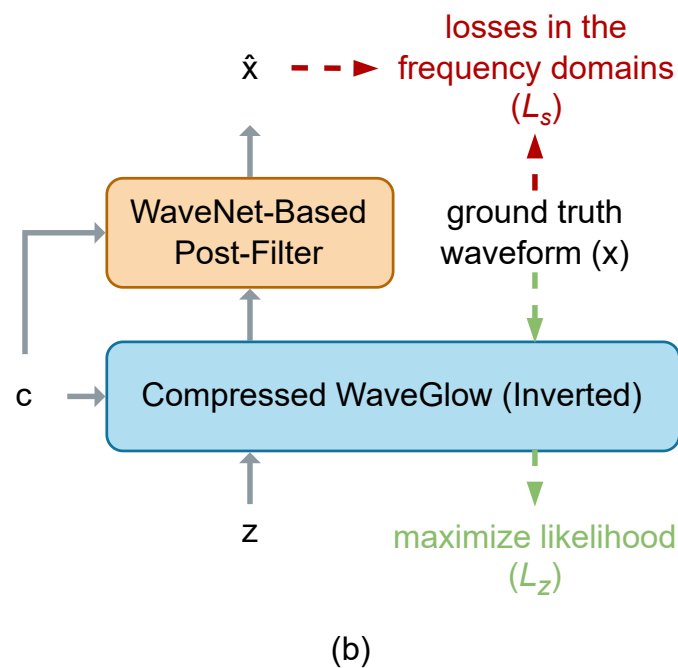 losses in the
frequency domains
(Ls)
x̂
WaveNet-Based
Post-Filter
ground truth
waveform (x)
c
Compressed WaveGlow (Inverted)
z
maximize likelihood
(Lz)
(b)